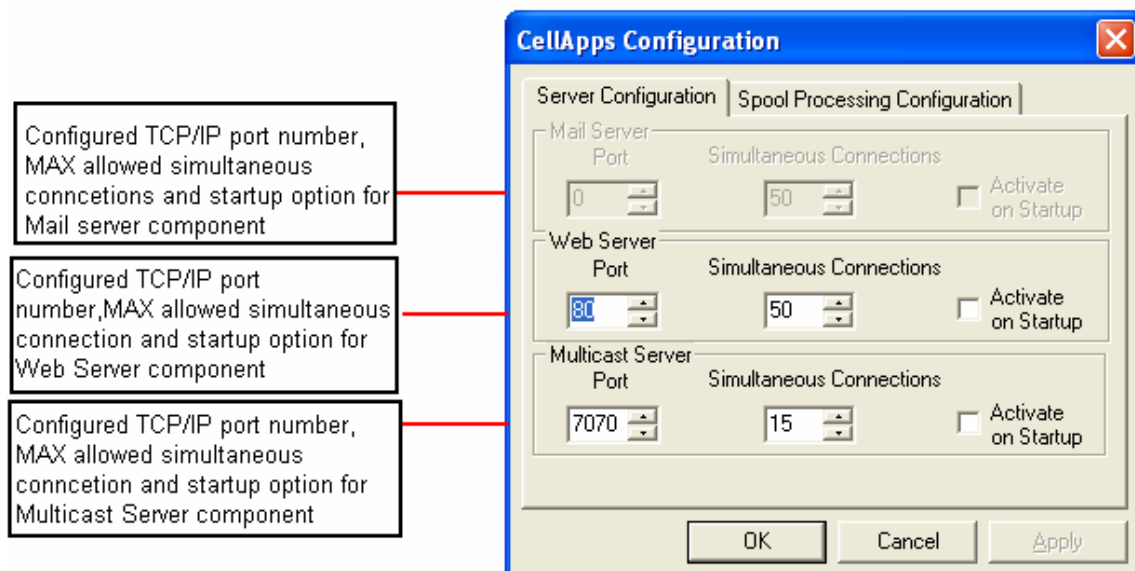 Configured TCP/IP port number,
MAX allowed simultaneous
conncetions and startup option for
Mail server component
Configured TCP/IP port
number,MAX allowed simultaneous
connection and startup option for
Web Server component
Configured TCP/IP port number,
MAX allowed simultaneous
conncetion and startup option for
Multicast Server component
CellApps Configuration
Server Configuration
Spool Processing Configuration
Mail Server
Port
Simultaneous Connections
0
50
Activate
on Startup
Web Server
Port
Simultaneous Connections
80
50
Activate
on Startup
Multicast Server
Port
Simultaneous Connections
7070
15
Activate
on Startup
OK
Cancel
Apply